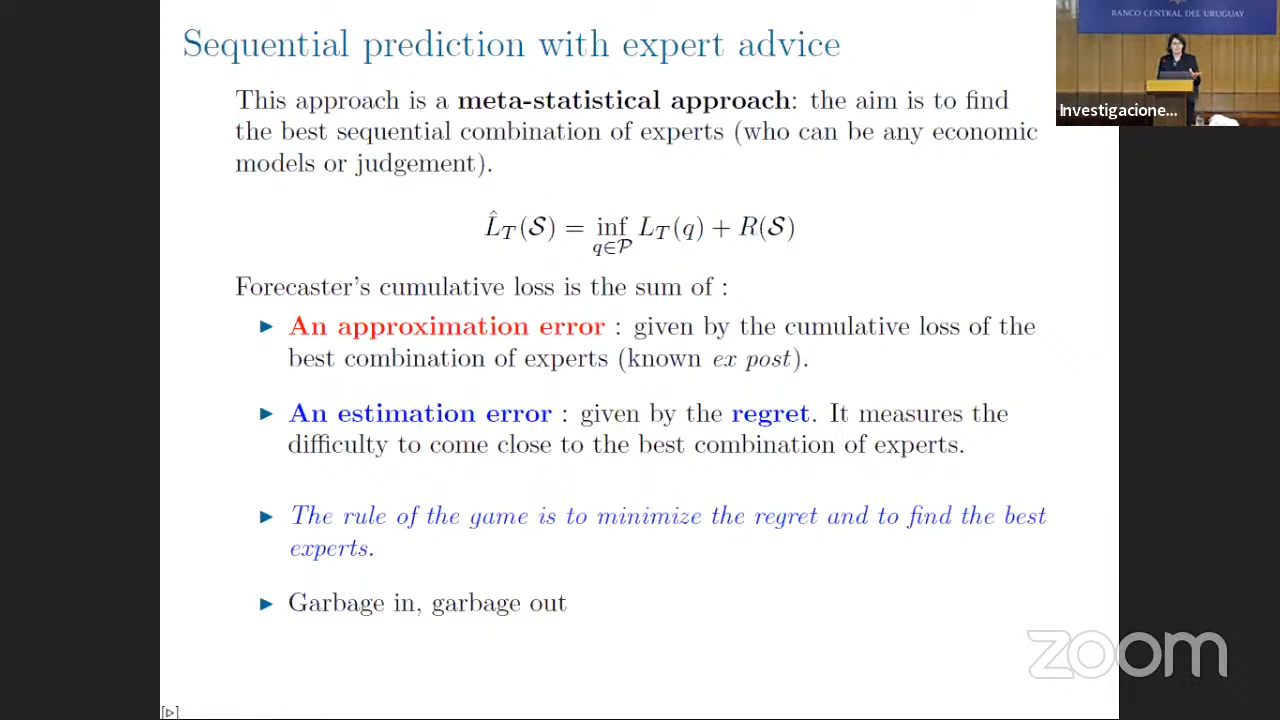 Sequential prediction with expert advice
BANCO CENTRAL DEL URUGUAY
Investigacione...
This approach is a meta-statistical approach: the aim is to find
the best sequential combination of experts (who can be any economic
models or judgement).
L̂_T(𝒮) = inf_{q∈𝒫} L_T(q) + R(𝒮)
Forecaster's cumulative loss is the sum of :
▶ An approximation error : given by the cumulative loss of the
best combination of experts (known ex post).
▶ An estimation error : given by the regret. It measures the
difficulty to come close to the best combination of experts.
▶ The rule of the game is to minimize the regret and to find the best
experts.
▶ Garbage in, garbage out
zoom